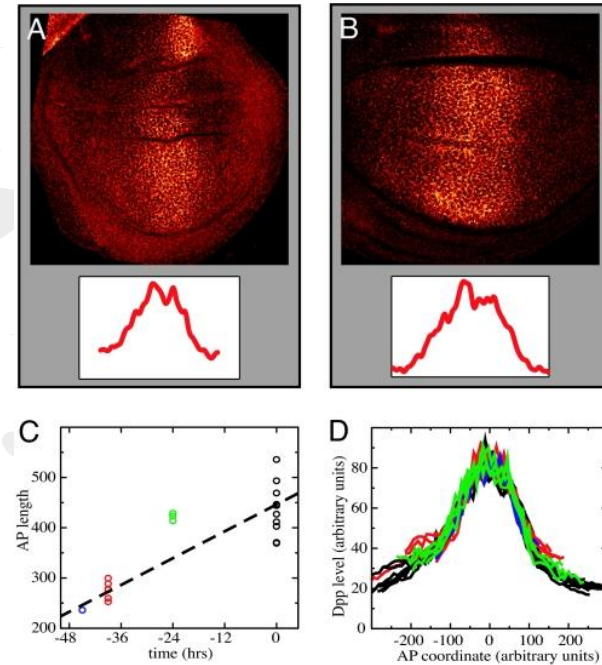 A
B
C
AP length
500
400
300
200
-48
-36
-24
-12
0
time (hrs)
D
Dpp level (arbitrary units)
80
60
40
20
0
-200
-100
0
100
200
AP coordinate (arbitrary units)